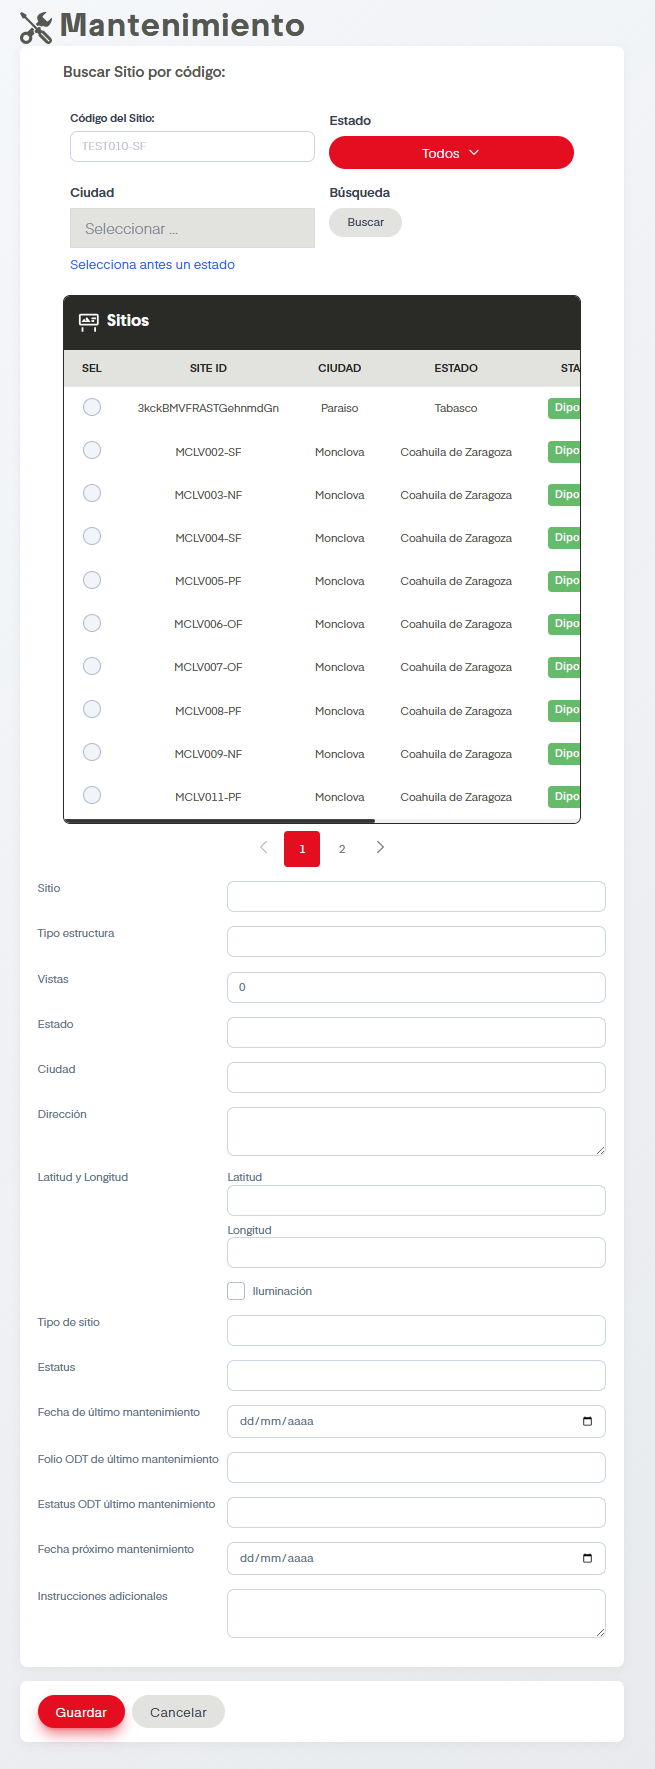 Mantenimiento
Buscar Sitio por código:
Código del Sitio:
TEST010-SF
Estado
Todos
Ciudad
Seleccionar ...
Selecciona antes un estado
Búsqueda
Buscar
Sitios
SEL SITE ID CIUDAD ESTADO STA
3kckBMVFRASTGehnmdGn Paraiso Tabasco Dipo
MCLV002-SF Monclova Coahuila de Zaragoza Dipo
MCLV003-NF Monclova Coahuila de Zaragoza Dipo
MCLV004-SF Monclova Coahuila de Zaragoza Dipo
MCLV005-PF Monclova Coahuila de Zaragoza Dipo
MCLV006-OF Monclova Coahuila de Zaragoza Dipo
MCLV007-OF Monclova Coahuila de Zaragoza Dipo
MCLV008-PF Monclova Coahuila de Zaragoza Dipo
MCLV009-NF Monclova Coahuila de Zaragoza Dipo
MCLV011-PF Monclova Coahuila de Zaragoza Dipo
1 2
Sitio
Tipo estructura
Vistas 0
Estado
Ciudad
Dirección
Latitud y Longitud Latitud
Longitud
Iluminación
Tipo de sitio
Estatus
Fecha de último mantenimiento dd/mm/aaaa
Folio ODT de último mantenimiento
Estatus ODT último mantenimiento
Fecha próximo mantenimiento dd/mm/aaaa
Instrucciones adicionales
Guardar Cancelar